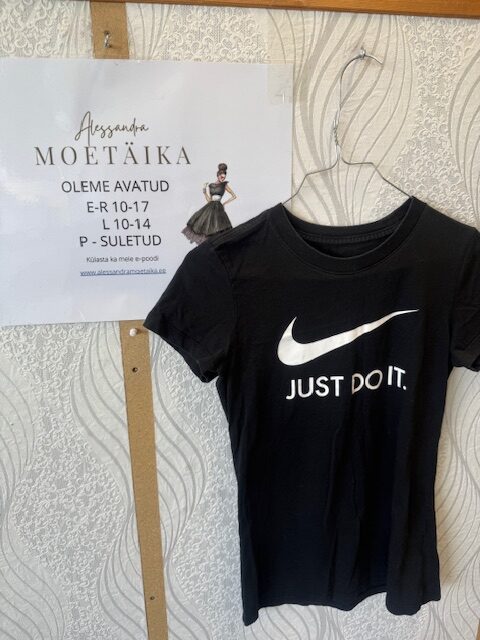 Alessandra
MOETÄIKA
OLEME AVATUD
E-R 10-17
L 10-14
P - SULETUD
Külasta ka meie e-poodi
www.alessandramoetaika.ee
JUST DO IT.